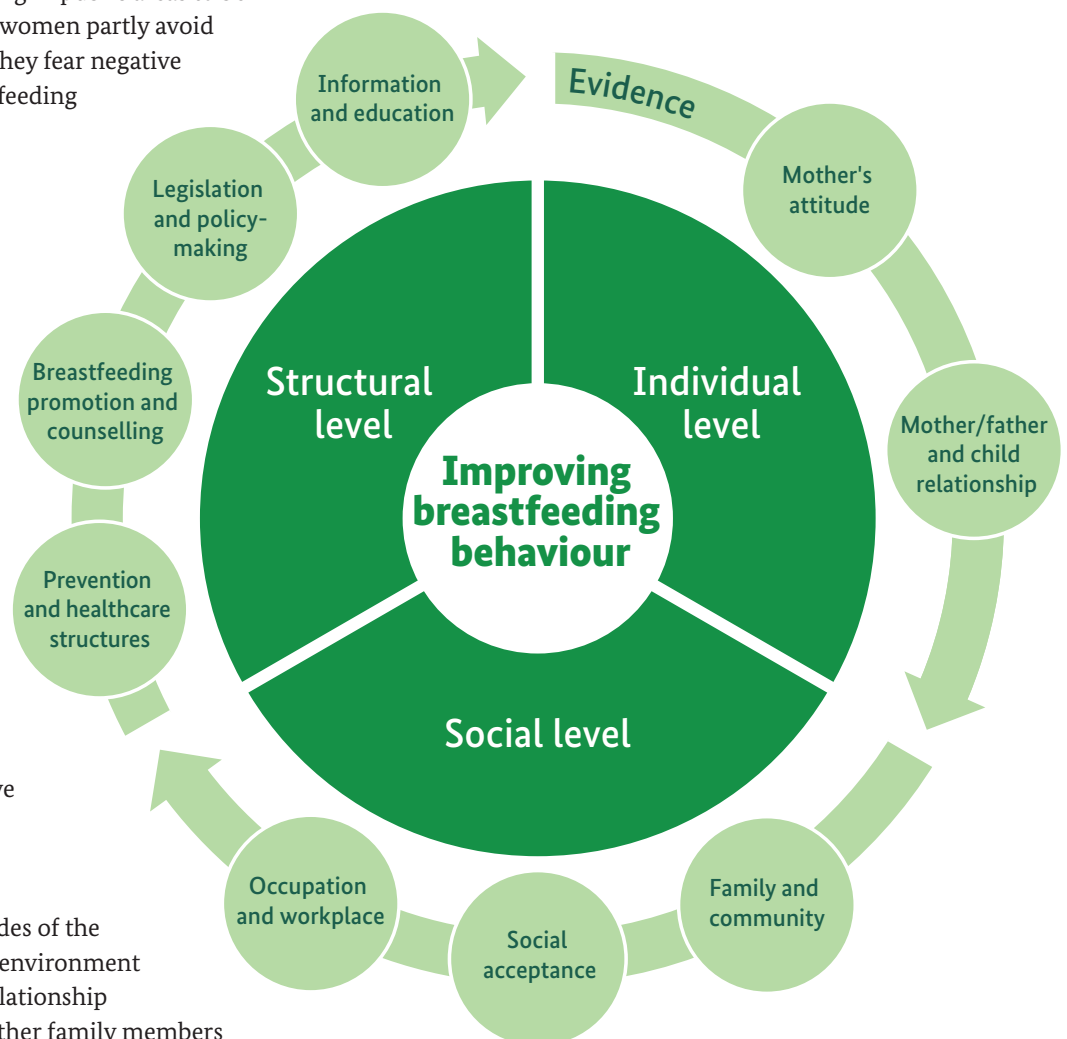 women partly avoid
hey fear negative
feeding
Information
and education
Evidence
Mother's
attitude
Legislation
and policy-
making
Structural
level
Individual
level
Breastfeeding
promotion and
counselling
Mother/father
and child
relationship
Improving
breastfeeding
behaviour
Prevention
and healthcare
structures
Social level
ve
Occupation
and workplace
Family and
community
Social
acceptance
des of the
environment
lationship
ther family members